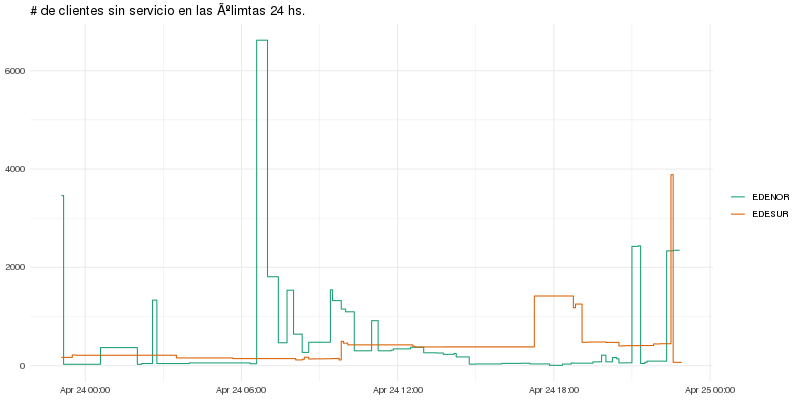 # de clientes sin servicio en las Ãºlimtas 24 hs.
6000
4000
2000
0
Apr 24 00:00
Apr 24 06:00
Apr 24 12:00
Apr 24 18:00
Apr 25 00:00
EDENOR
EDESUR